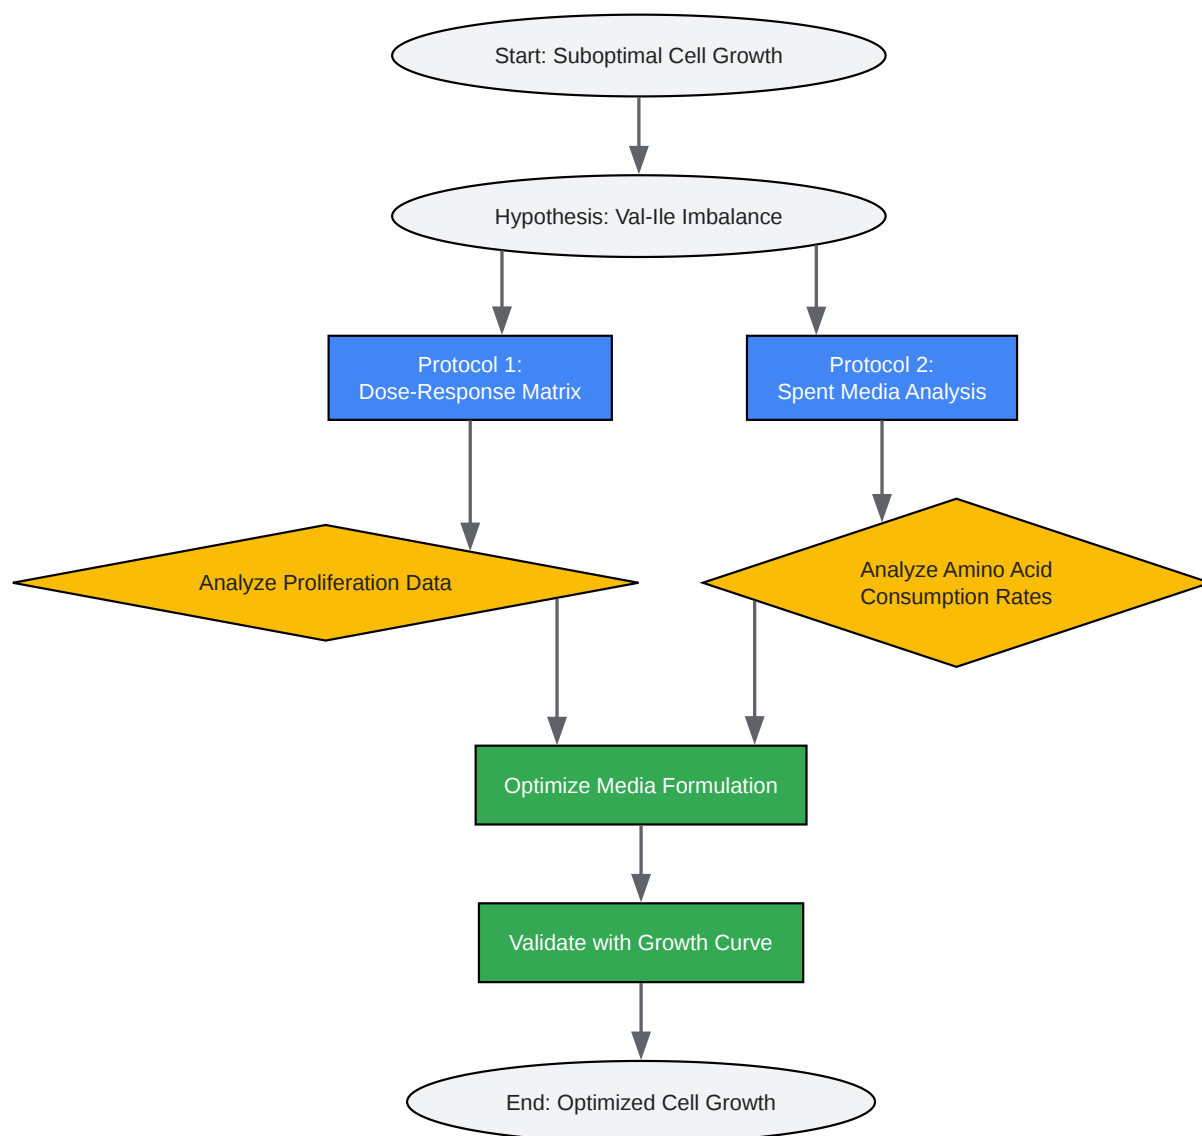 Start: Suboptimal Cell Growth
Hypothesis: Val-Ile Imbalance
Protocol 1:
Dose-Response Matrix
Protocol 2:
Spent Media Analysis
Analyze Proliferation Data
Analyze Amino Acid
Consumption Rates
Optimize Media Formulation
Validate with Growth Curve
End: Optimized Cell Growth